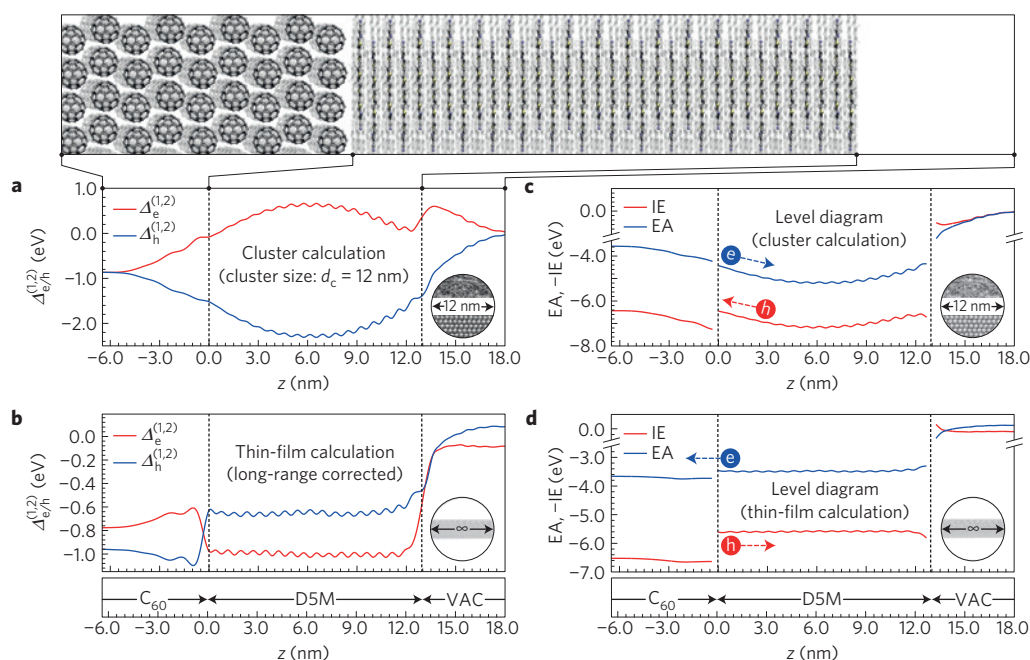 a
1.0
0.0
−1.0
−2.0
Δe/h(1,2) (eV)
Δe(1,2)
Δh(1,2)
Cluster calculation
(cluster size: dc = 12 nm)
12 nm
−6.0 −3.0 0.0 3.0 6.0 9.0 12.0 15.0 18.0
z (nm)
c
0.0
−4.0
−6.0
−8.0
EA, −IE (eV)
IE
EA
Level diagram
(cluster calculation)
e
h
12 nm
−6.0 −3.0 0.0 3.0 6.0 9.0 12.0 15.0 18.0
z (nm)
b
0.0
−0.2
−0.4
−0.6
−0.8
−1.0
Δe/h(1,2) (eV)
Δe(1,2)
Δh(1,2)
Thin-film calculation
(long-range corrected)
∞
C60 D5M VAC
−6.0 −3.0 0.0 3.0 6.0 9.0 12.0 15.0 18.0
z (nm)
d
0.0
−3.0
−4.0
−5.0
−6.0
−7.0
EA, −IE (eV)
IE
EA
e
Level diagram
(thin-film calculation)
h
∞
C60 D5M VAC
−6.0 −3.0 0.0 3.0 6.0 9.0 12.0 15.0 18.0
z (nm)